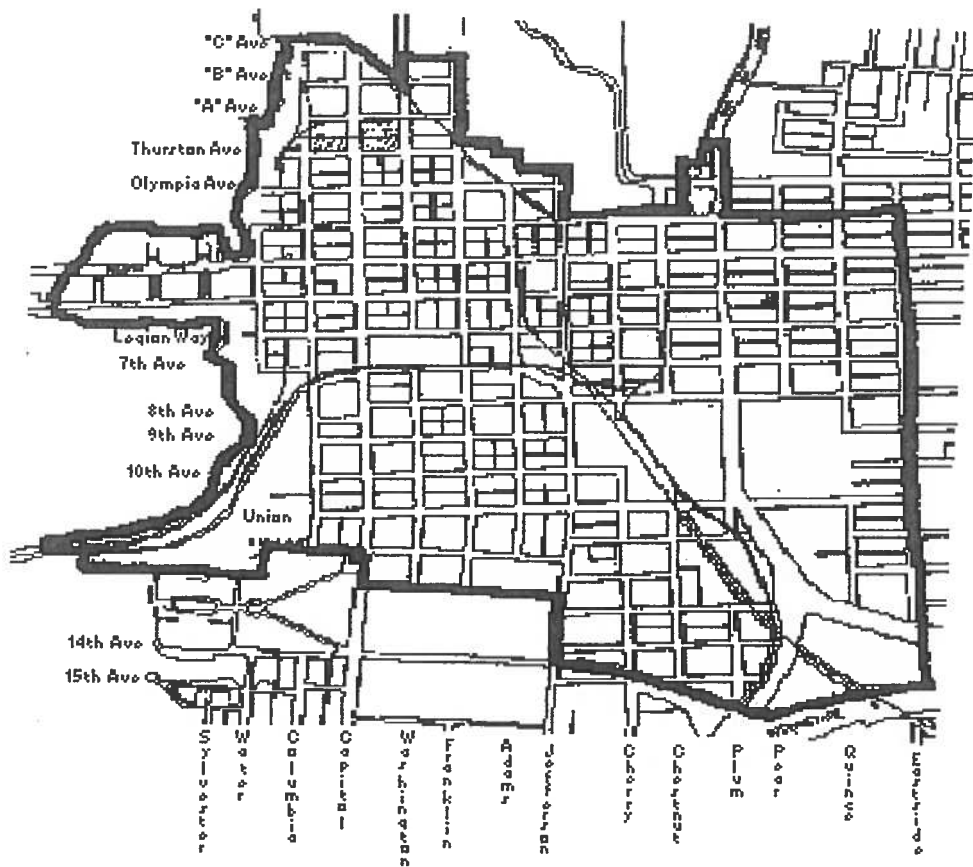 "C" Ave
"B" Ave
"A" Ave
Thurston Ave
Olympia Ave
Legion Way
7th Ave
8th Ave
9th Ave
10th Ave
Union
14th Ave
15th Ave
Sylvester
Water
Columbia
Capital
Washington
Franklin
Adams
Jefferson
Cherry
Chestnut
Plum
Pear
Quince
Eastside